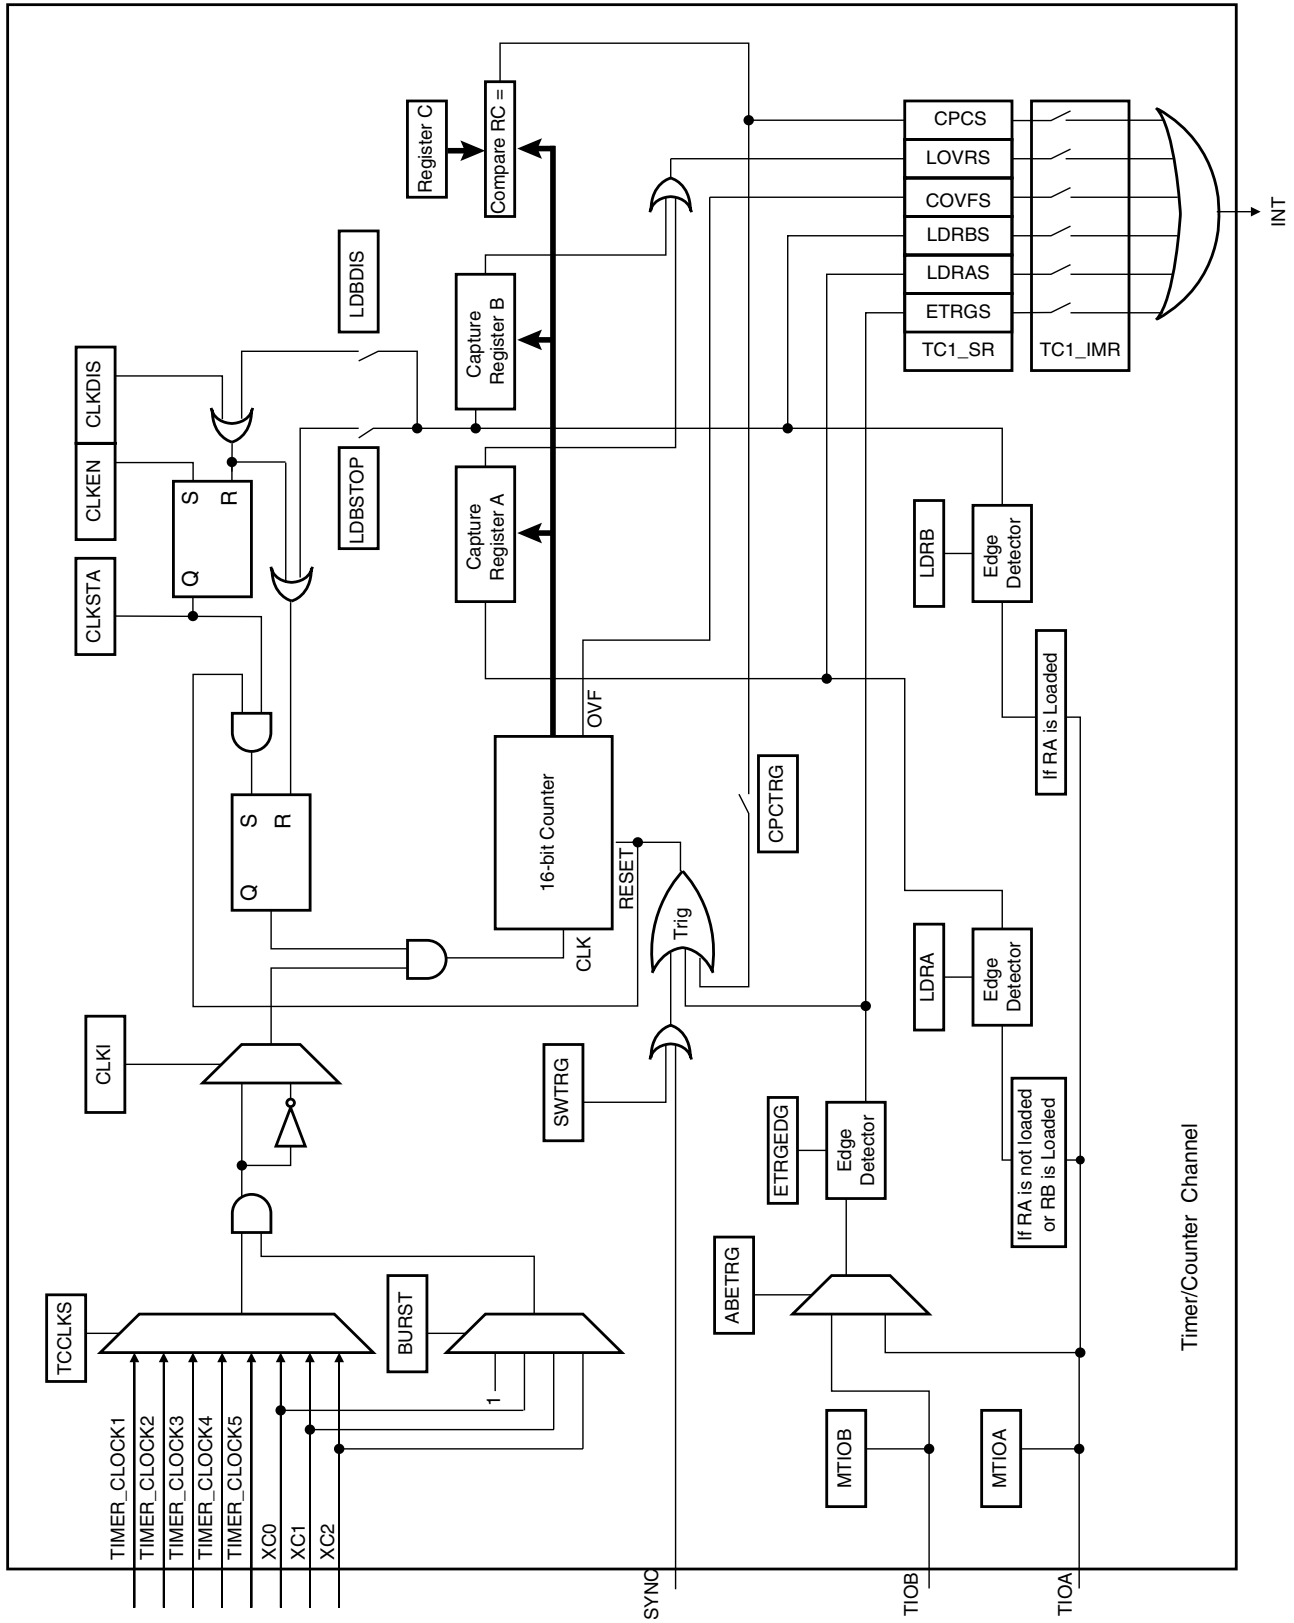 TCCLKS
TIMER_CLOCK1
TIMER_CLOCK2
TIMER_CLOCK3
TIMER_CLOCK4
TIMER_CLOCK5
XC0
XC1
XC2
BURST
1
CLKI
CLKSTA
CLKEN
CLKDIS
Q
S
R
Q
S
R
LDBSTOP
LDBDIS
SYNC
SWTRG
Trig
CLK
RESET
16-bit Counter
OVF
Capture
Register A
Capture
Register B
Register C
Compare RC =
CPCTRG
TIOB
MTIOB
ABETRG
ETRGEDG
Edge
Detector
TIOA
MTIOA
If RA is not loaded
or RB is Loaded
LDRA
Edge
Detector
If RA is Loaded
LDRB
Edge
Detector
CPCS
LOVRS
COVFS
LDRBS
LDRAS
ETRGS
TC1_SR
TC1_IMR
INT
Timer/Counter Channel